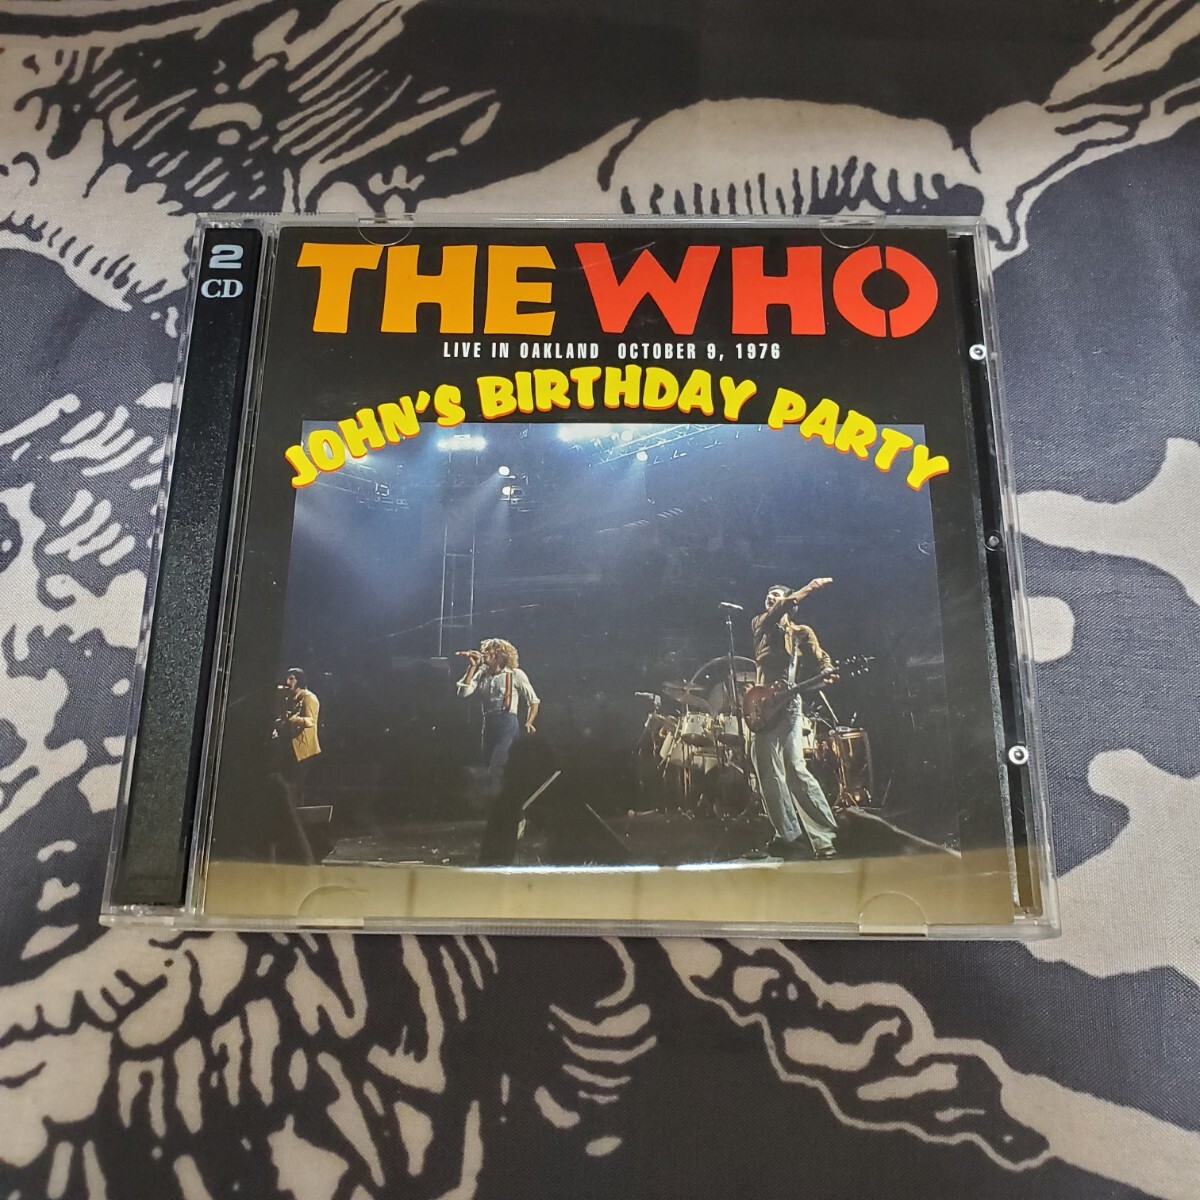 2
CD
THE WHO
LIVE IN OAKLAND OCTOBER 9, 1976
JOHN'S BIRTHDAY PARTY